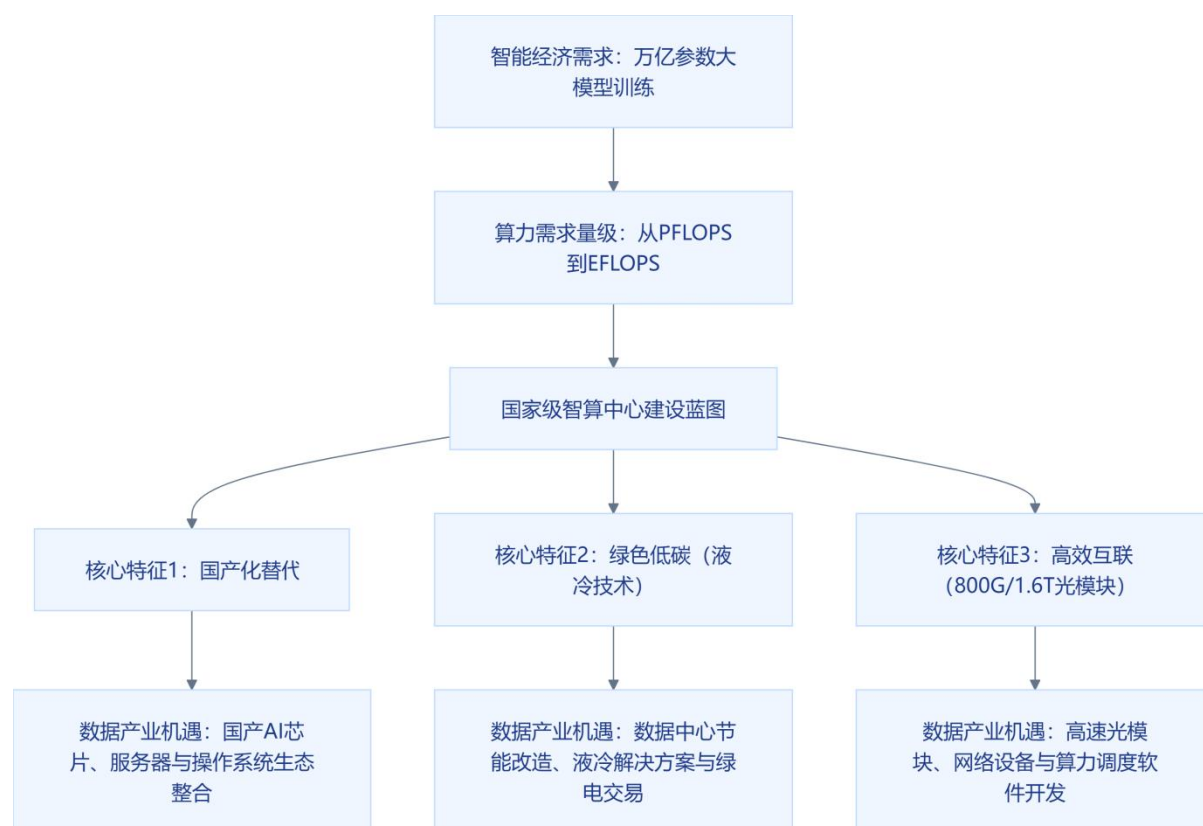 智能经济需求：万亿参数大
模型训练
算力需求量级：从PFLOPS
到EFLOPS
国家级智算中心建设蓝图
核心特征1：国产化替代
核心特征2：绿色低碳（液
冷技术）
核心特征3：高效互联
（800G/1.6T光模块）
数据产业机遇：国产AI芯
片、服务器与操作系统生态
整合
数据产业机遇：数据中心节
能改造、液冷解决方案与绿
电交易
数据产业机遇：高速光模
块、网络设备与算力调度软
件开发